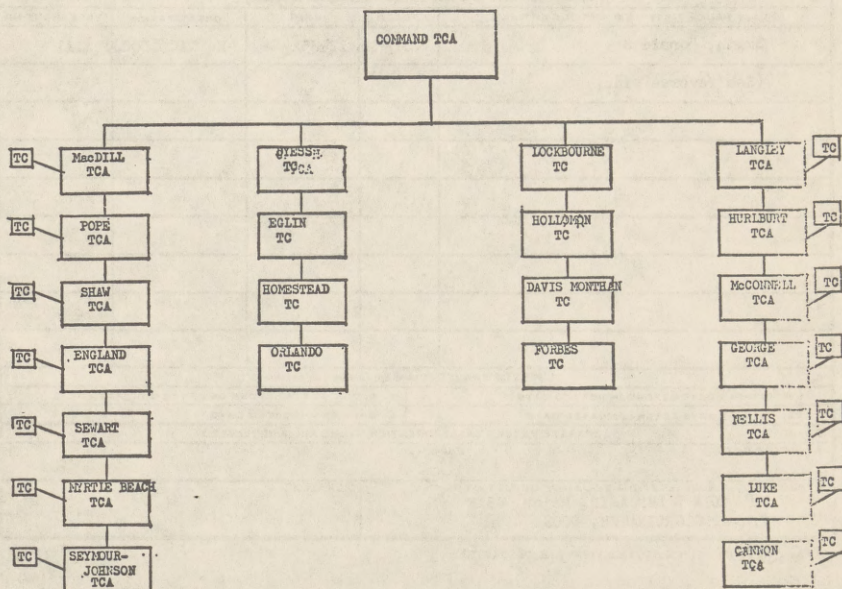 COMMAND TCA
TC
MacDILL
TCA
TC
POPE
TCA
TC
SHAW
TCA
TC
ENGLAND
TCA
TC
SEWART
TCA
TC
MYRTLE BEACH
TCA
TC
SEYMOUR-
JOHNSON
TCA
TCA
EGLIN
TC
HOMESTEAD
TC
ORLANDO
TC
LOCKBOURNE
TC
HOLLOMON
TC
DAVIS MONTHAN
TC
FORBES
TC
LANGLEY
TCA
TC
HURLBURT
TCA
TC
McCONNELL
TCA
TC
GEORGE
TCA
TC
NELLIS
TCA
TC
LUKE
TCA
TC
CANNON
TCA
TC